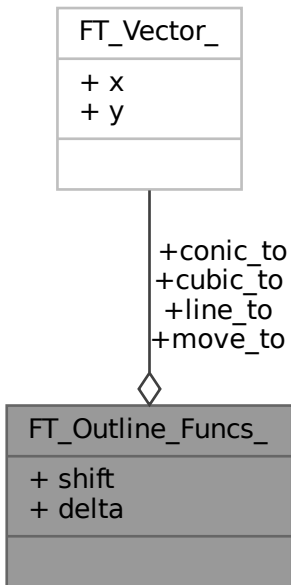 FT_Vector_
+ x
+ y
+conic_to
+cubic_to
+line_to
+move_to
FT_Outline_Funcs_
+ shift
+ delta